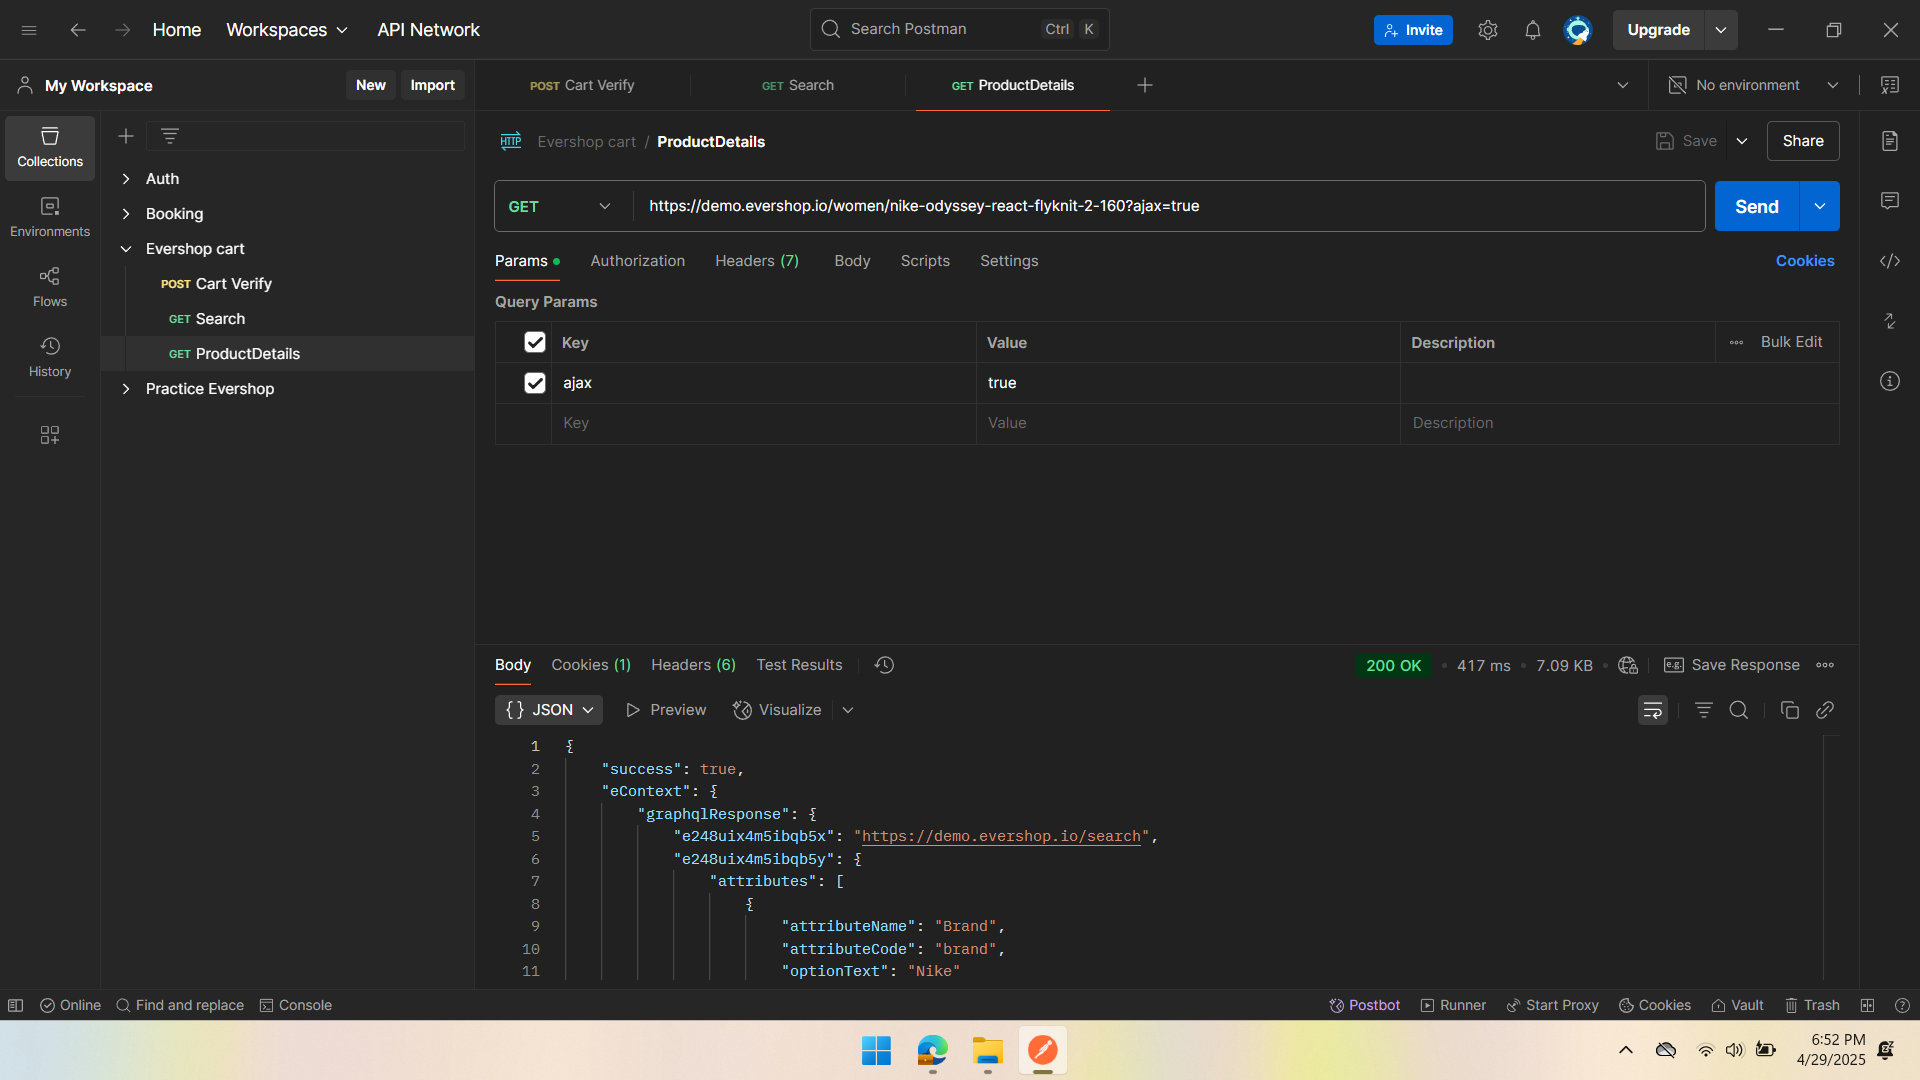 Home Workspaces API Network Search Postman Ctrl K Invite Upgrade
My Workspace New Import POST Cart Verify GET Search GET ProductDetails No environment
Collections
Environments
Flows
History
Auth
Booking
Evershop cart
POST Cart Verify
GET Search
GET ProductDetails
Practice Evershop
HTTP Evershop cart / ProductDetails Save Share
GET https://demo.evershop.io/women/nike-odyssey-react-flyknit-2-160?ajax=true Send
Params Authorization Headers (7) Body Scripts Settings Cookies
Query Params
Key Value Description Bulk Edit
ajax true
Key Value Description
Body Cookies (1) Headers (6) Test Results 200 OK 417 ms 7.09 KB e.g. Save Response
{} JSON Preview Visualize
1 {
2 "success": true,
3 "eContext": {
4 "graphqlResponse": {
5 "e248uix4m5ibqb5x": "https://demo.evershop.io/search",
6 "e248uix4m5ibqb5y": {
7 "attributes": [
8 {
9 "attributeName": "Brand",
10 "attributeCode": "brand",
11 "optionText": "Nike"
Online Find and replace Console Postbot Runner Start Proxy Cookies Vault Trash
6:52 PM
4/29/2025